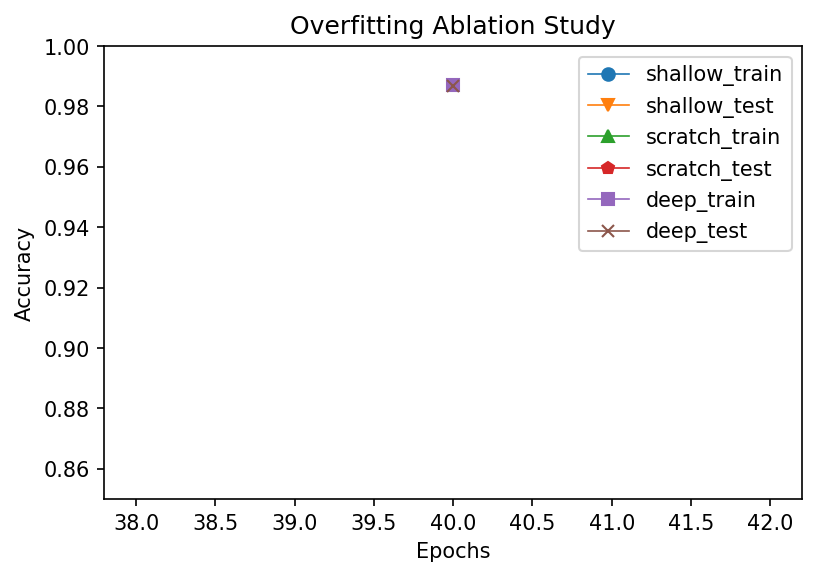 Overfitting Ablation Study
1.00
0.98
0.96
0.94
0.92
0.90
0.88
0.86
Accuracy
shallow_train
shallow_test
scratch_train
scratch_test
deep_train
deep_test
38.0 38.5 39.0 39.5 40.0 40.5 41.0 41.5 42.0
Epochs